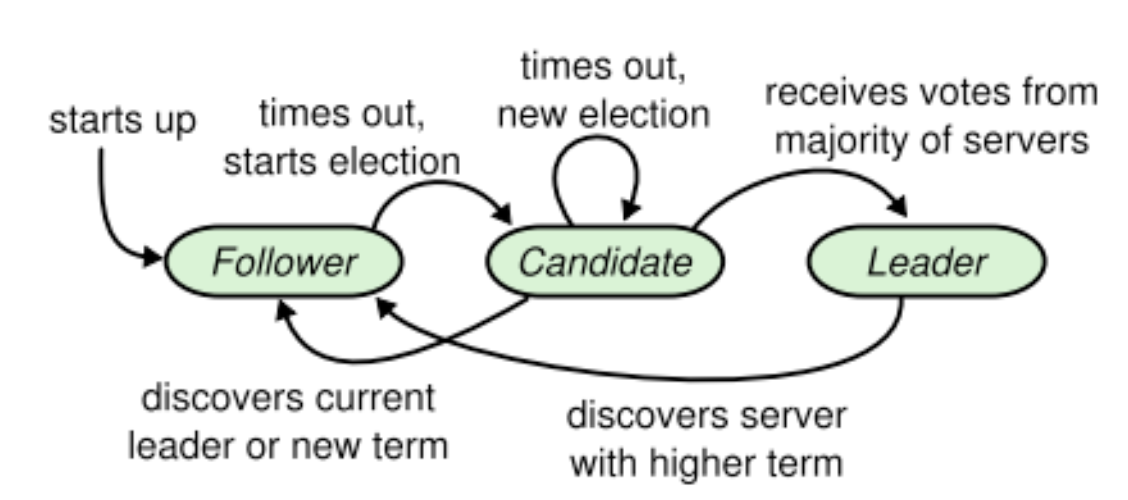 starts up
times out,
starts election
times out,
new election
receives votes from
majority of servers
Follower
Candidate
Leader
discovers current
leader or new term
discovers server
with higher term